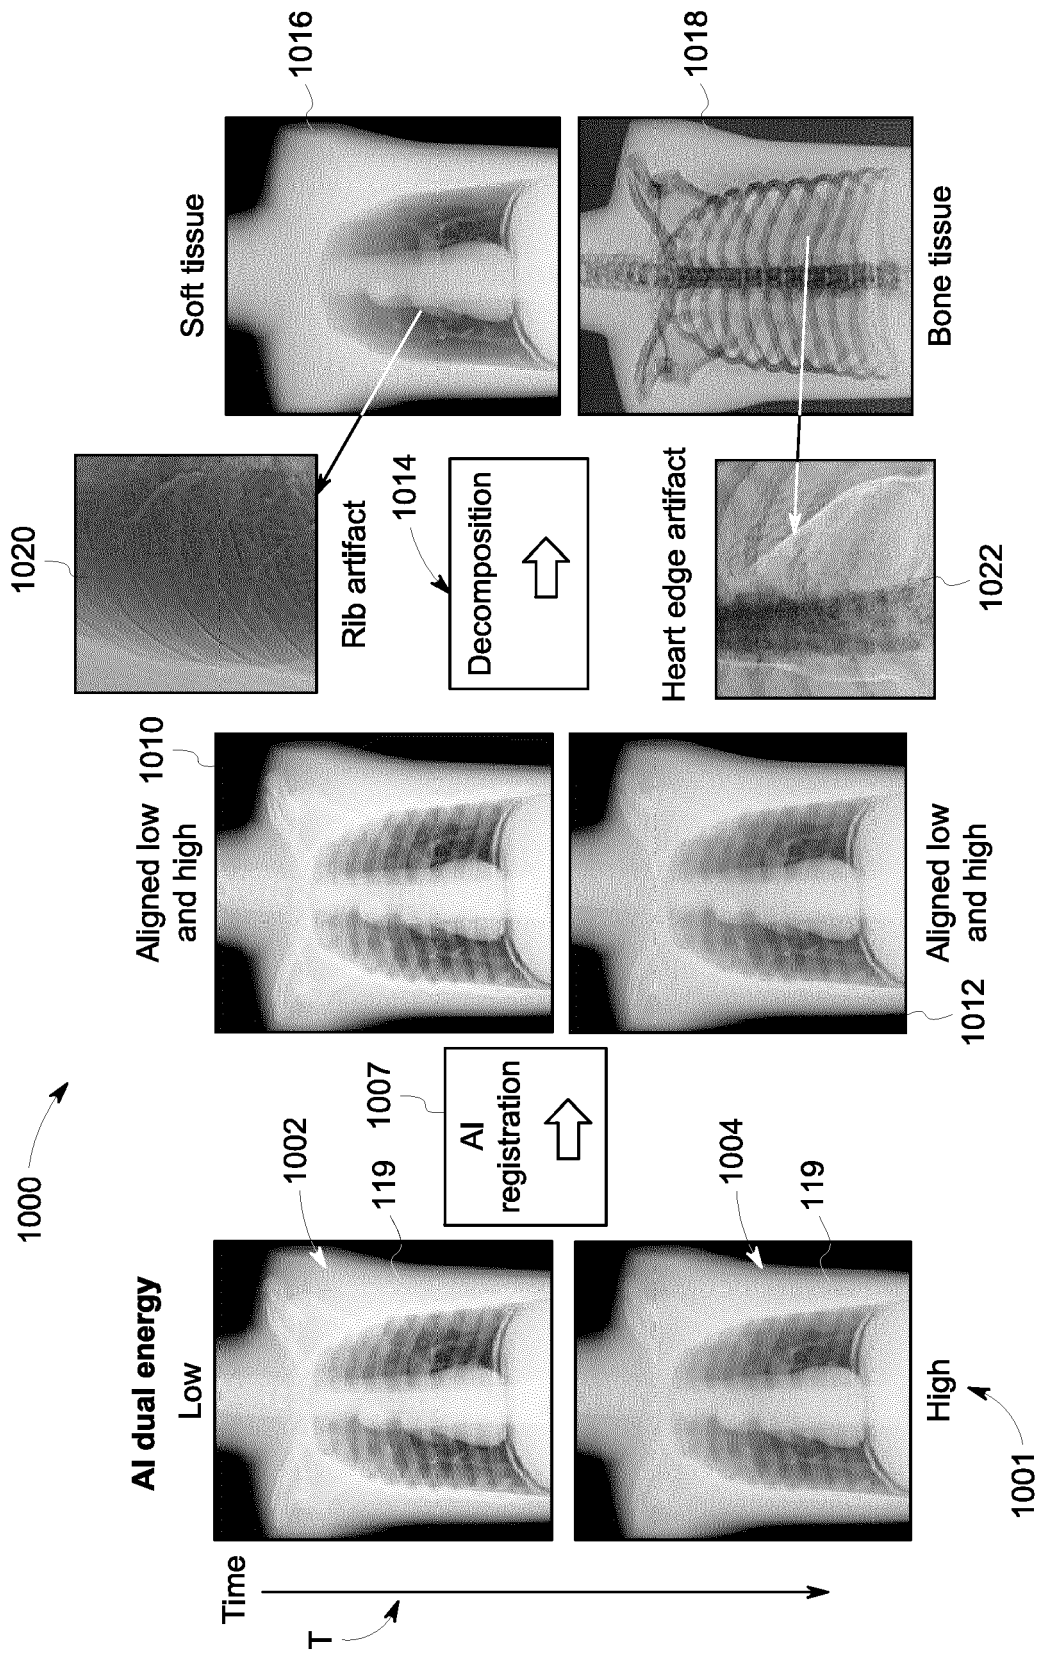 1000
AI dual energy
Low
Time
T
1002
119
1004
119
High
1001
1007
AI
registration
Aligned low
and high
1010
Aligned low
and high
1012
1020
Rib artifact
1014
Decomposition
Heart edge artifact
1022
Soft tissue
1016
1018
Bone tissue